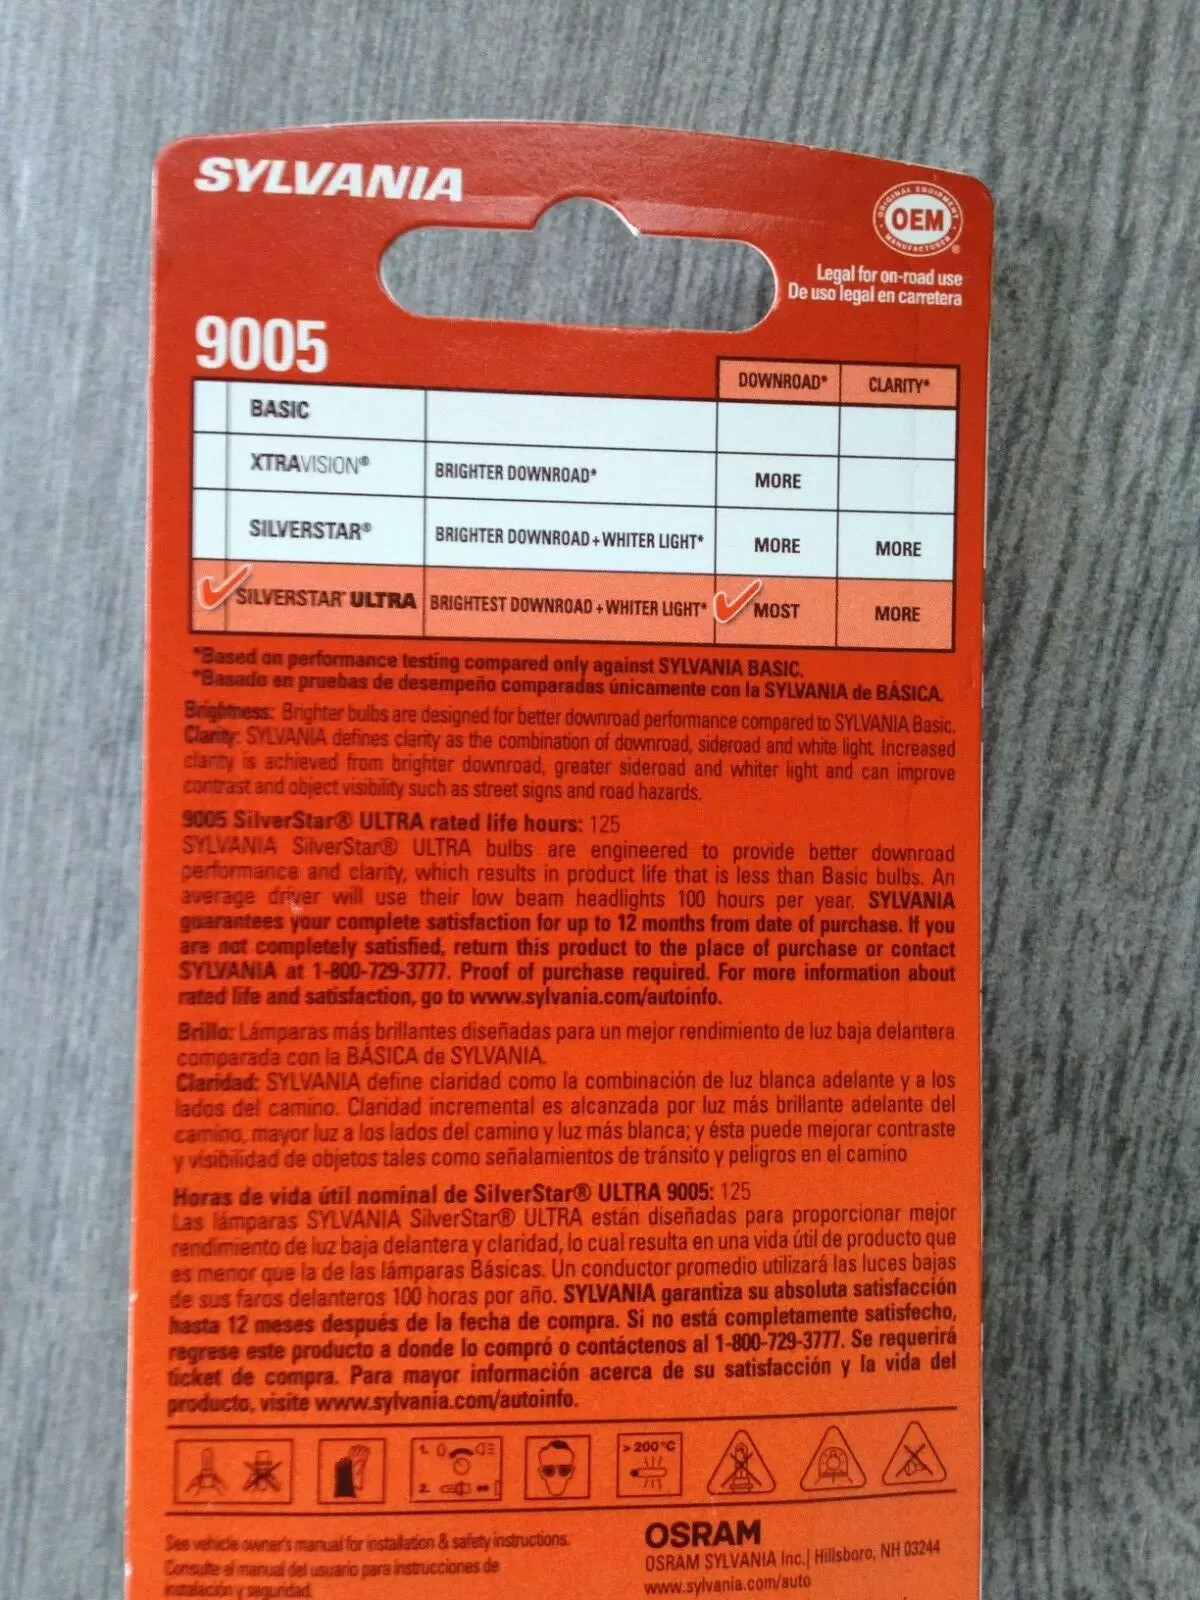 SYLVANIA
ORIGINAL EQUIPMENT
OEM
MANUFACTURER
®
Legal for on-road use
De uso legal en carretera
9005
DOWNROAD* CLARITY*
BASIC
XTRAVISION® BRIGHTER DOWNROAD* MORE
SILVERSTAR® BRIGHTER DOWNROAD + WHITER LIGHT* MORE MORE
SILVERSTAR® ULTRA BRIGHTEST DOWNROAD + WHITER LIGHT* MOST MORE
*Based on performance testing compared only against SYLVANIA BASIC.
*Basado en pruebas de desempeño comparadas únicamente con la SYLVANIA de BÁSICA.
Brightness: Brighter bulbs are designed for better downroad performance compared to SYLVANIA Basic.
Clarity: SYLVANIA defines clarity as the combination of downroad, sideroad and white light. Increased
clarity is achieved from brighter downroad, greater sideroad and whiter light and can improve
contrast and object visibility such as street signs and road hazards.
9005 SilverStar® ULTRA rated life hours: 125
SYLVANIA SilverStar® ULTRA bulbs are engineered to provide better downroad
performance and clarity, which results in product life that is less than Basic bulbs. An
average driver will use their low beam headlights 100 hours per year. SYLVANIA
guarantees your complete satisfaction for up to 12 months from date of purchase. If you
are not completely satisfied, return this product to the place of purchase or contact
SYLVANIA at 1-800-729-3777. Proof of purchase required. For more information about
rated life and satisfaction, go to www.sylvania.com/autoinfo.
Brillo: Lámparas más brillantes diseñadas para un mejor rendimiento de luz baja delantera
comparada con la BÁSICA de SYLVANIA.
Claridad: SYLVANIA define claridad como la combinación de luz blanca adelante y a los
lados del camino. Claridad incremental es alcanzada por luz más brillante adelante del
camino, mayor luz a los lados del camino y luz más blanca; y ésta puede mejorar contraste
y visibilidad de objetos tales como señalamientos de tránsito y peligros en el camino
Horas de vida útil nominal de SilverStar® ULTRA 9005: 125
Las lámparas SYLVANIA SilverStar® ULTRA están diseñadas para proporcionar mejor
rendimiento de luz baja delantera y claridad, lo cual resulta en una vida útil de producto que
es menor que la de las lámparas Básicas. Un conductor promedio utilizará las luces bajas
de sus faros delanteros 100 horas por año. SYLVANIA garantiza su absoluta satisfacción
hasta 12 meses después de la fecha de compra. Si no está completamente satisfecho,
regrese este producto a donde lo compró o contáctenos al 1-800-729-3777. Se requerirá
ticket de compra. Para mayor información acerca de su satisfacción y la vida del
producto, visite www.sylvania.com/autoinfo.
1. 0
2.
>200°C
See vehicle owner's manual for installation & safety instructions.
Consulte el manual del usuario para instrucciones de
instalación y seguridad.
OSRAM
OSRAM SYLVANIA Inc. | Hillsboro, NH 03244
www.sylvania.com/auto